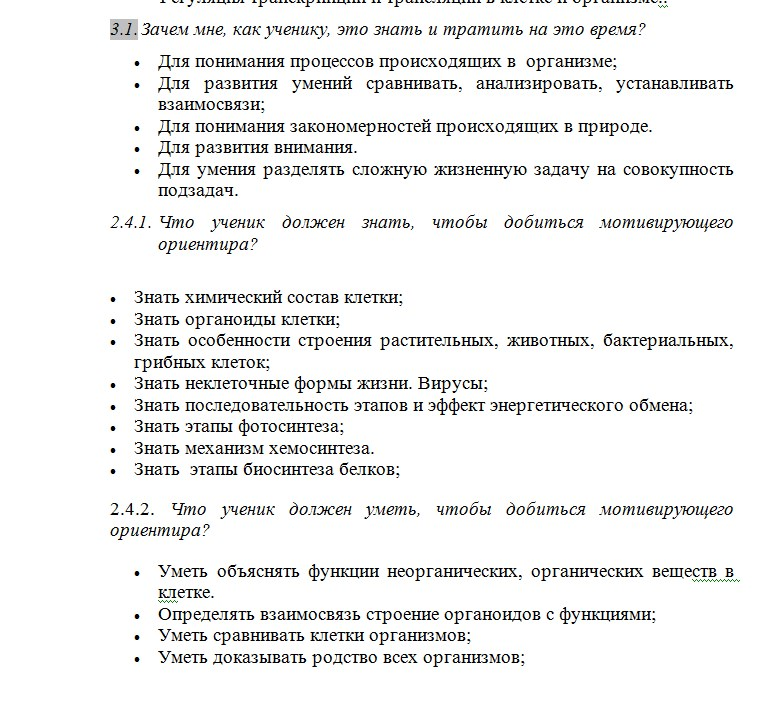 Регуляция транскрипции и трансляции в клетке и организме..
3.1. Зачем мне, как ученику, это знать и тратить на это время?
• Для понимания процессов происходящих в организме;
• Для развития умений сравнивать, анализировать, устанавливать
взаимосвязи;
• Для понимания закономерностей происходящих в природе.
• Для развития внимания.
• Для умения разделять сложную жизненную задачу на совокупность
подзадач.
2.4.1. Что ученик должен знать, чтобы добиться мотивирующего
ориентира?
• Знать химический состав клетки;
• Знать органоиды клетки;
• Знать особенности строения растительных, животных, бактериальных,
грибных клеток;
• Знать неклеточные формы жизни. Вирусы;
• Знать последовательность этапов и эффект энергетического обмена;
• Знать этапы фотосинтеза;
• Знать механизм хемосинтеза.
• Знать этапы биосинтеза белков;
2.4.2. Что ученик должен уметь, чтобы добиться мотивирующего
ориентира?
• Уметь объяснять функции неорганических, органических веществ в
клетке.
• Определять взаимосвязь строение органоидов с функциями;
• Уметь сравнивать клетки организмов;
• Уметь доказывать родство всех организмов;